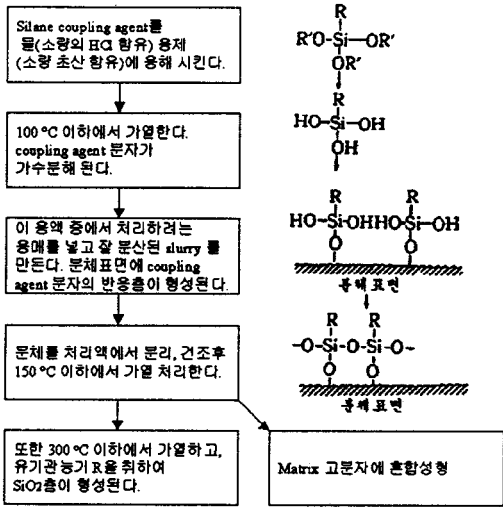 Silane coupling agent를
물(소량의 HCl 함유) 용제
(소량 초산 함유)에 용해 시킨다.
100 °C 이하에서 가열한다.
coupling agent 분자가
가수분해 된다.
이 용액 중에서 처리하려는
용매를 넣고 잘 분산된 slurry 를
만든다. 분체표면에 coupling
agent 분자의 반응층이 형성된다.
분체를 처리액에서 분리, 건조후
150 °C 이하에서 가열 처리한다.
또한 300 °C 이하에서 가열하고,
유기관능기 R을 취하여
SiO2층이 형성된다.
Matrix 고분자에 혼합성형
R
R'O-Si-OR'
OR'
R
HO-Si-OH
OH
R R
HO-Si-OHHO-Si-OH
O O
분체표면
R R
-O-Si-O-Si-O-
O O
분체표면